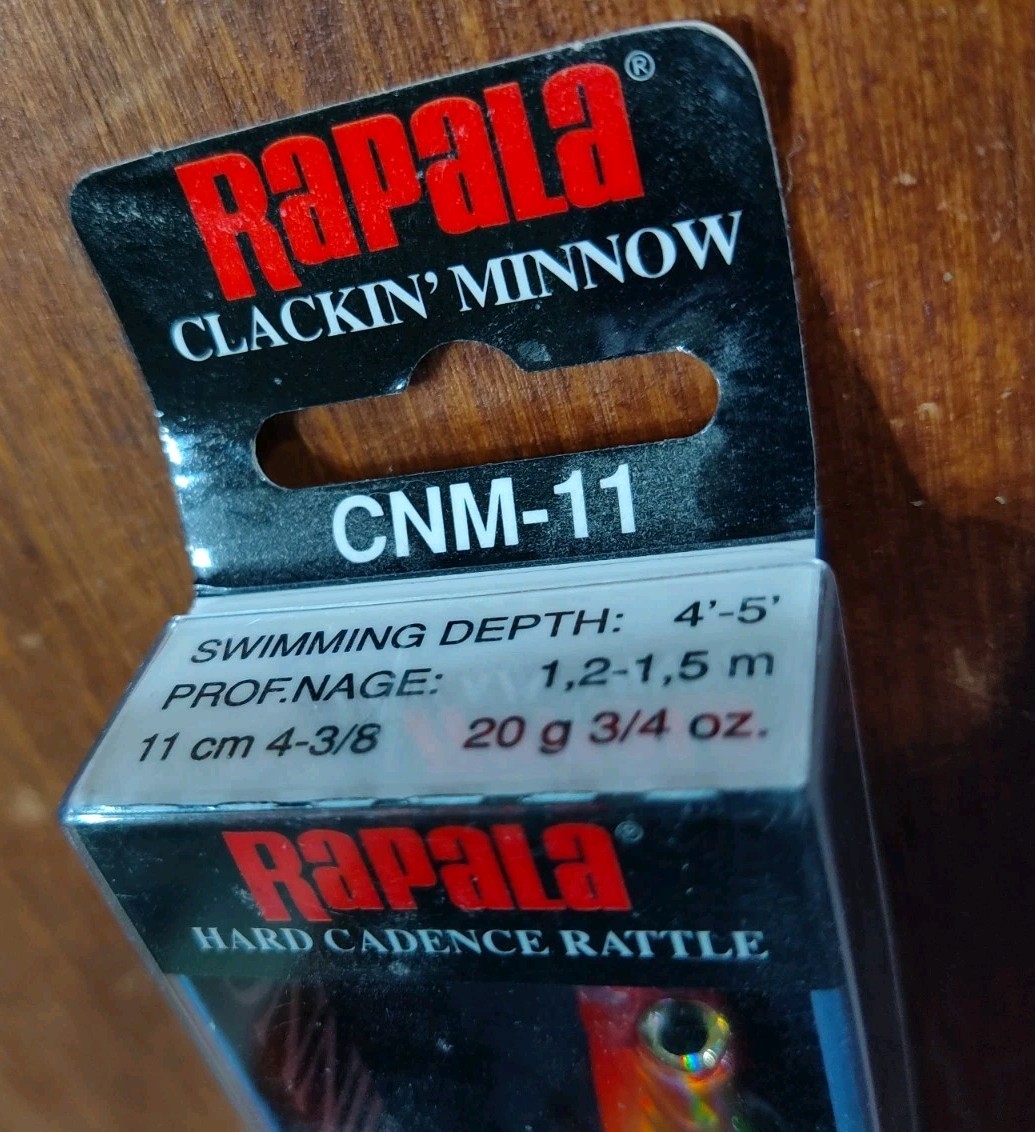 RAPALA®
CLACKIN' MINNOW
CNM-11
SWIMMING DEPTH: 4'-5'
PROF.NAGE: 1,2-1,5 m
11 cm 4-3/8 20 g 3/4 oz.
RAPALA®
HARD CADENCE RATTLE